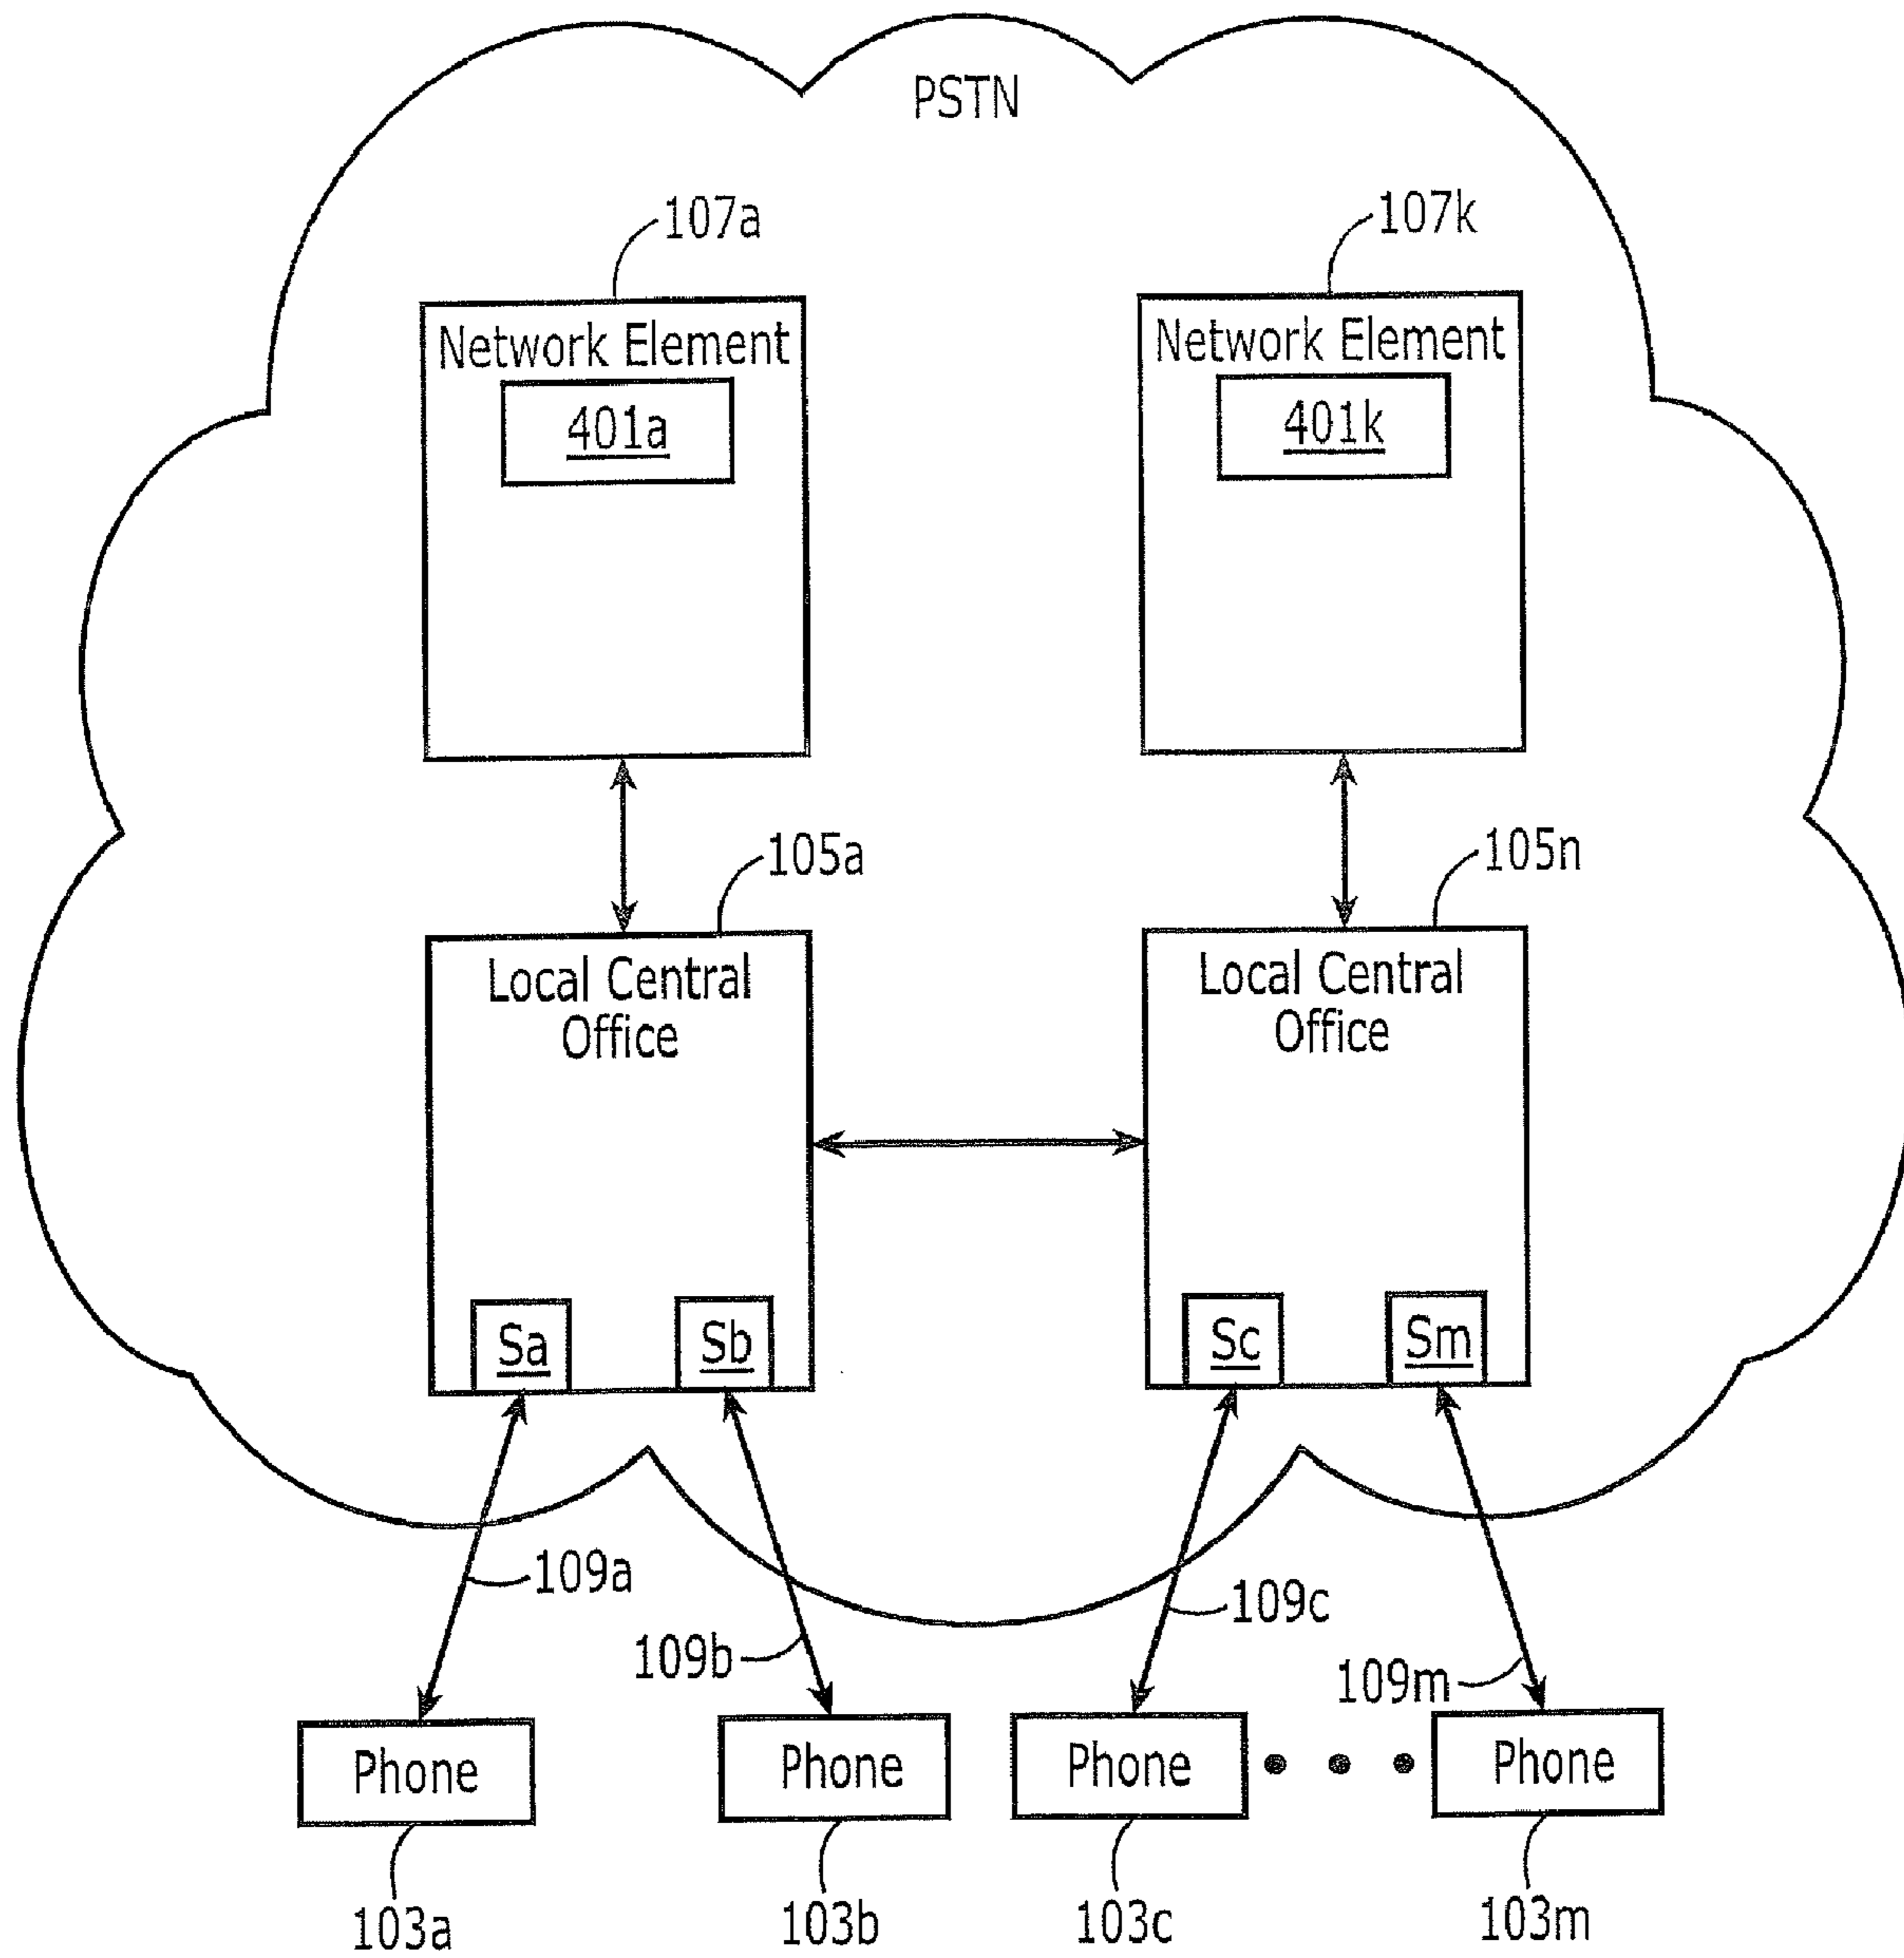 PSTN
107a
107k
Network Element
Network Element
401a
401k
105a
105n
Local Central
Office
Local Central
Office
Sa
Sb
Sc
Sm
109a
109b
109c
109m
Phone
Phone
Phone
Phone
103a
103b
103c
103m